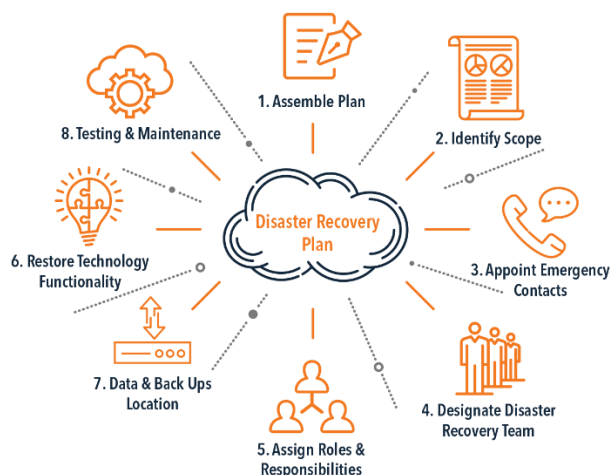 1. Assemble Plan
2. Identify Scope
3. Appoint Emergency
Contacts
4. Designate Disaster
Recovery Team
5. Assign Roles &
Responsibilities
7. Data & Back Ups
Location
6. Restore Technology
Functionality
8. Testing & Maintenance
Disaster Recovery
Plan